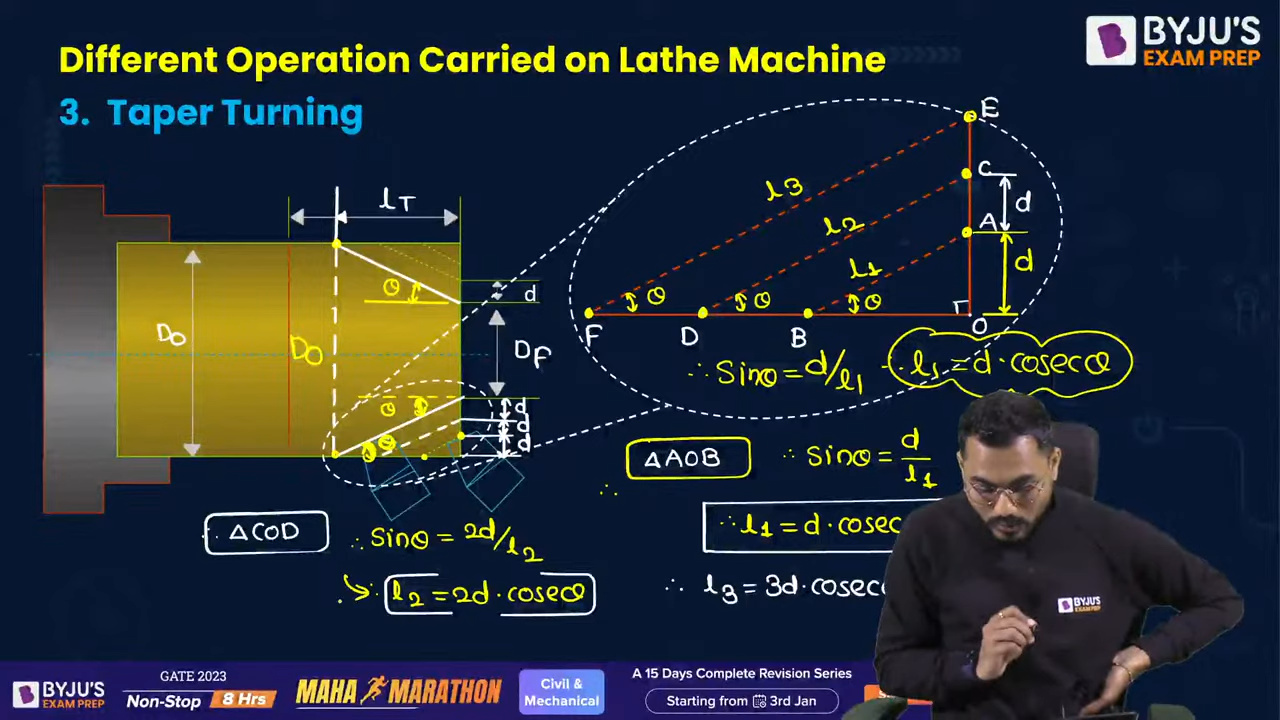 Different Operation Carried on Lathe Machine
BYJU'S
EXAM PREP
3. Taper Turning
E
lT
l3
C
d
l2
A
θ
d
l1
d
θ
θ
θ
F
D
B
O
Do
Do
DF
∴ Sinθ = d/l1
∴ l1 = d·cosecθ
θ
d
d
d
θ
ΔAOB
∴ Sinθ = d/l1
∴ l1 = d·cosec
ΔCOD
∴ Sinθ = 2d/l2
∴ l2 = 2d·cosecθ
∴ l3 = 3d·cosec
BYJU'S
EXAM PREP
BYJU'S
EXAM PREP
GATE 2023
Non-Stop 8 Hrs
MAHA MARATHON
Civil &
Mechanical
A 15 Days Complete Revision Series
Starting from 3rd Jan